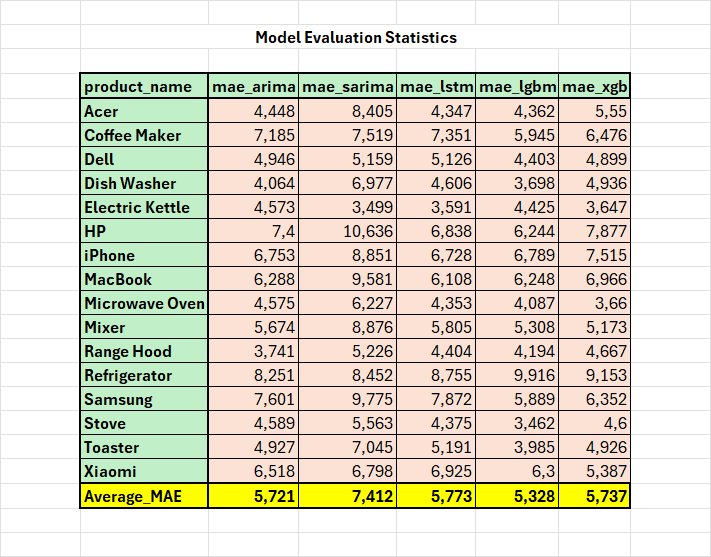 Model Evaluation Statistics
product_name mae_arima mae_sarima mae_lstm mae_lgbm mae_xgb
Acer 4,448 8,405 4,347 4,362 5,55
Coffee Maker 7,185 7,519 7,351 5,945 6,476
Dell 4,946 5,159 5,126 4,403 4,899
Dish Washer 4,064 6,977 4,606 3,698 4,936
Electric Kettle 4,573 3,499 3,591 4,425 3,647
HP 7,4 10,636 6,838 6,244 7,877
iPhone 6,753 8,851 6,728 6,789 7,515
MacBook 6,288 9,581 6,108 6,248 6,966
Microwave Oven 4,575 6,227 4,353 4,087 3,66
Mixer 5,674 8,876 5,805 5,308 5,173
Range Hood 3,741 5,226 4,404 4,194 4,667
Refrigerator 8,251 8,452 8,755 9,916 9,153
Samsung 7,601 9,775 7,872 5,889 6,352
Stove 4,589 5,563 4,375 3,462 4,6
Toaster 4,927 7,045 5,191 3,985 4,926
Xiaomi 6,518 6,798 6,925 6,3 5,387
Average_MAE 5,721 7,412 5,773 5,328 5,737